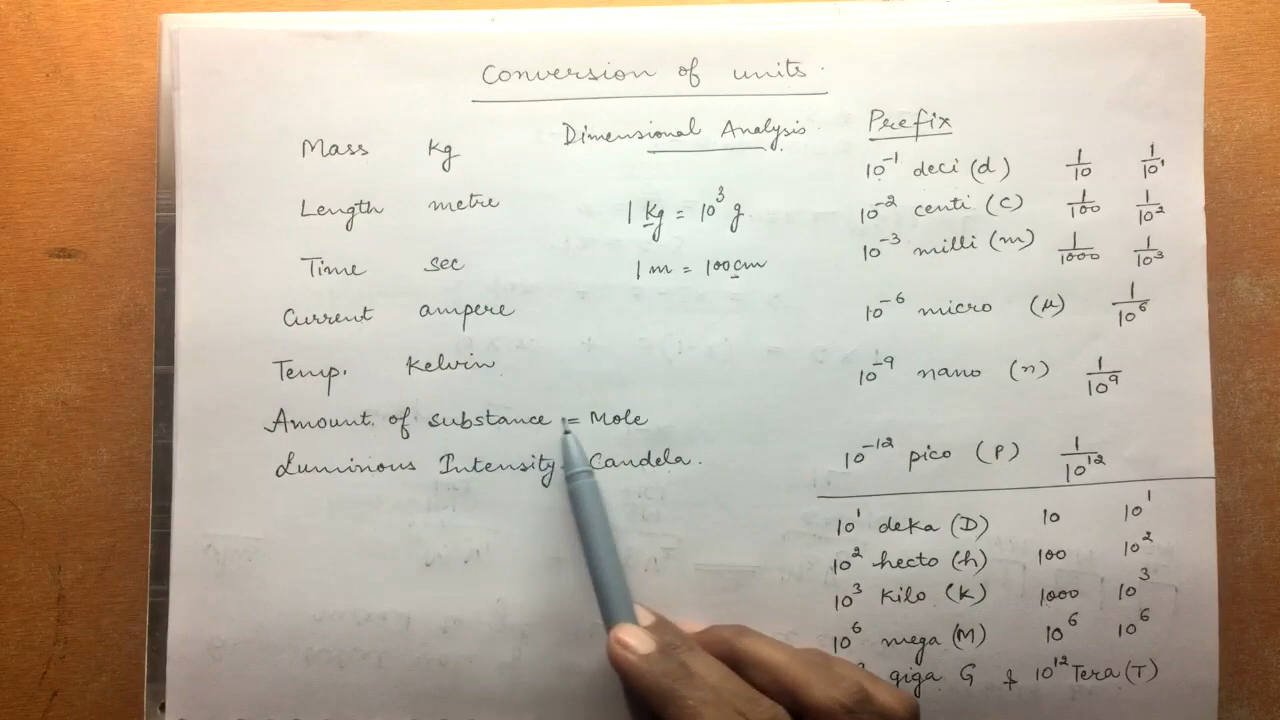 Conversion of units.
Dimensional Analysis.
Mass kg
Length metre
Time sec
Current ampere
Temp. Kelvin
Amount of substance = Mole
Luminous Intensity Candela.
1 Kg = 10³ g
1 m = 100cm
Prefix
10⁻¹ deci (d) 1/10 1/10¹
10⁻² centi (c) 1/100 1/10²
10⁻³ milli (m) 1/1000 1/10³
10⁻⁶ micro (μ) 1/10⁶
10⁻⁹ nano (n) 1/10⁹
10⁻¹² pico (p) 1/10¹²
10¹ deka (D) 10 10¹
10² hecto (h) 100 10²
10³ Kilo (K) 1000 10³
10⁶ mega (M) 10⁶ 10⁶
giga G & 10¹² Tera (T)